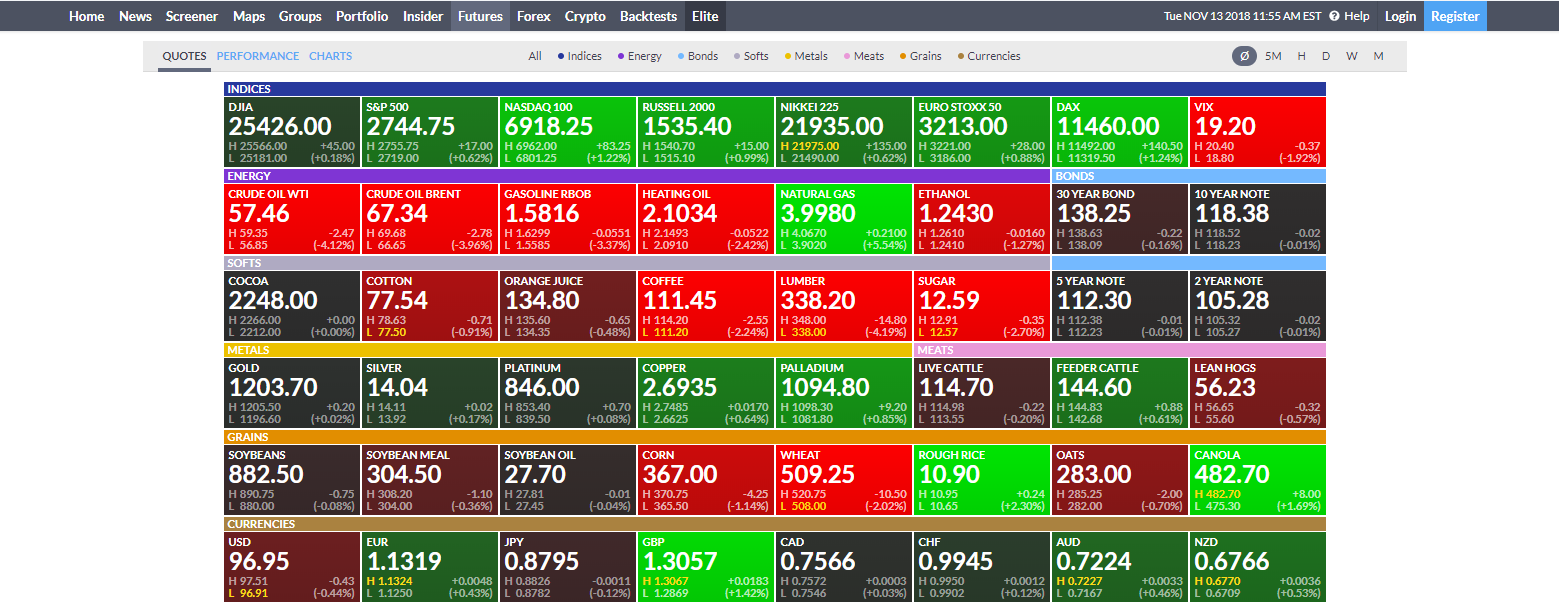 Home News Screener Maps Groups Portfolio Insider Futures Forex Crypto Backtests Elite Tue NOV 13 2018 11:55 AM EST Help Login Register
QUOTES PERFORMANCE CHARTS All Indices Energy Bonds Softs Metals Meats Grains Currencies Ø 5M H D W M
INDICES
DJIA S&P 500 NASDAQ 100 RUSSELL 2000 NIKKEI 225 EURO STOXX 50 DAX VIX
25426.00 2744.75 6918.25 1535.40 21935.00 3213.00 11460.00 19.20
H 25566.00 +45.00 H 2755.75 +17.00 H 6962.00 +83.25 H 1540.70 +15.00 H 21975.00 +135.00 H 3221.00 +28.00 H 11492.00 +140.50 H 20.40 -0.37
L 25181.00 (+0.18%) L 2719.00 (+0.62%) L 6801.25 (+1.22%) L 1515.10 (+0.99%) L 21490.00 (+0.62%) L 3186.00 (+0.88%) L 11319.50 (+1.24%) L 18.80 (-1.92%)
ENERGY BONDS
CRUDE OIL WTI CRUDE OIL BRENT GASOLINE RBOB HEATING OIL NATURAL GAS ETHANOL 30 YEAR BOND 10 YEAR NOTE
57.46 67.34 1.5816 2.1034 3.9980 1.2430 138.25 118.38
H 59.35 -2.47 H 69.68 -2.78 H 1.6299 -0.0551 H 2.1493 -0.0522 H 4.0670 +0.2100 H 1.2610 -0.0160 H 138.63 -0.22 H 118.52 -0.02
L 56.85 (-4.12%) L 66.65 (-3.96%) L 1.5585 (-3.37%) L 2.0910 (-2.42%) L 3.9020 (+5.54%) L 1.2410 (-1.27%) L 138.09 (-0.16%) L 118.23 (-0.01%)
SOFTS
COCOA COTTON ORANGE JUICE COFFEE LUMBER SUGAR 5 YEAR NOTE 2 YEAR NOTE
2248.00 77.54 134.80 111.45 338.20 12.59 112.30 105.28
H 2266.00 +0.00 H 78.63 -0.71 H 135.60 -0.65 H 114.20 -2.55 H 348.00 -14.80 H 12.91 -0.35 H 112.38 -0.01 H 105.32 -0.02
L 2212.00 (+0.00%) L 77.50 (-0.91%) L 134.35 (-0.48%) L 111.20 (-2.24%) L 338.00 (-4.19%) L 12.57 (-2.70%) L 112.23 (-0.01%) L 105.27 (-0.01%)
METALS MEATS
GOLD SILVER PLATINUM COPPER PALLADIUM LIVE CATTLE FEEDER CATTLE LEAN HOGS
1203.70 14.04 846.00 2.6935 1094.80 114.70 144.60 56.23
H 1205.50 +0.20 H 14.11 +0.02 H 853.40 +0.70 H 2.7485 +0.0170 H 1098.30 +9.20 H 114.98 -0.22 H 144.83 +0.88 H 56.65 -0.32
L 1196.60 (+0.02%) L 13.92 (+0.17%) L 839.50 (+0.08%) L 2.6625 (+0.64%) L 1081.80 (+0.85%) L 113.55 (-0.20%) L 142.68 (+0.61%) L 55.60 (-0.57%)
GRAINS
SOYBEANS SOYBEAN MEAL SOYBEAN OIL CORN WHEAT ROUGH RICE OATS CANOLA
882.50 304.50 27.70 367.00 509.25 10.90 283.00 482.70
H 890.75 -0.75 H 308.20 -1.10 H 27.81 -0.01 H 370.75 -4.25 H 520.75 -10.50 H 10.95 +0.24 H 285.25 -2.00 H 482.70 +8.00
L 880.00 (-0.08%) L 304.00 (-0.36%) L 27.45 (-0.04%) L 365.50 (-1.14%) L 508.00 (-2.02%) L 10.65 (+2.30%) L 282.00 (-0.70%) L 475.30 (+1.69%)
CURRENCIES
USD EUR JPY GBP CAD CHF AUD NZD
96.95 1.1319 0.8795 1.3057 0.7566 0.9945 0.7224 0.6766
H 97.51 -0.43 H 1.1324 +0.0048 H 0.8826 -0.0011 H 1.3067 +0.0183 H 0.7572 +0.0003 H 0.9950 +0.0012 H 0.7227 +0.0033 H 0.6770 +0.0036
L 96.91 (-0.44%) L 1.1250 (+0.43%) L 0.8782 (-0.12%) L 1.2869 (+1.42%) L 0.7546 (+0.03%) L 0.9902 (+0.12%) L 0.7167 (+0.46%) L 0.6709 (+0.53%)